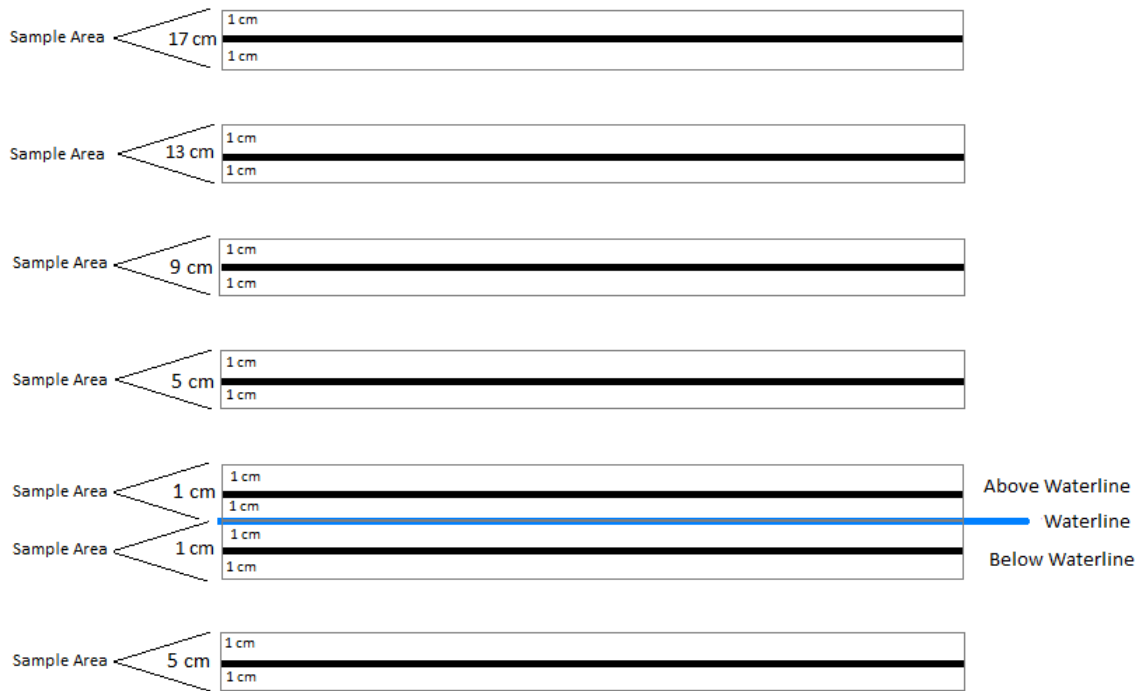 1 cm
Sample Area 17 cm
1 cm
1 cm
Sample Area 13 cm
1 cm
1 cm
Sample Area 9 cm
1 cm
1 cm
Sample Area 5 cm
1 cm
1 cm
Sample Area 1 cm Above Waterline
1 cm
Waterline
1 cm
Sample Area 1 cm Below Waterline
1 cm
1 cm
Sample Area 5 cm
1 cm